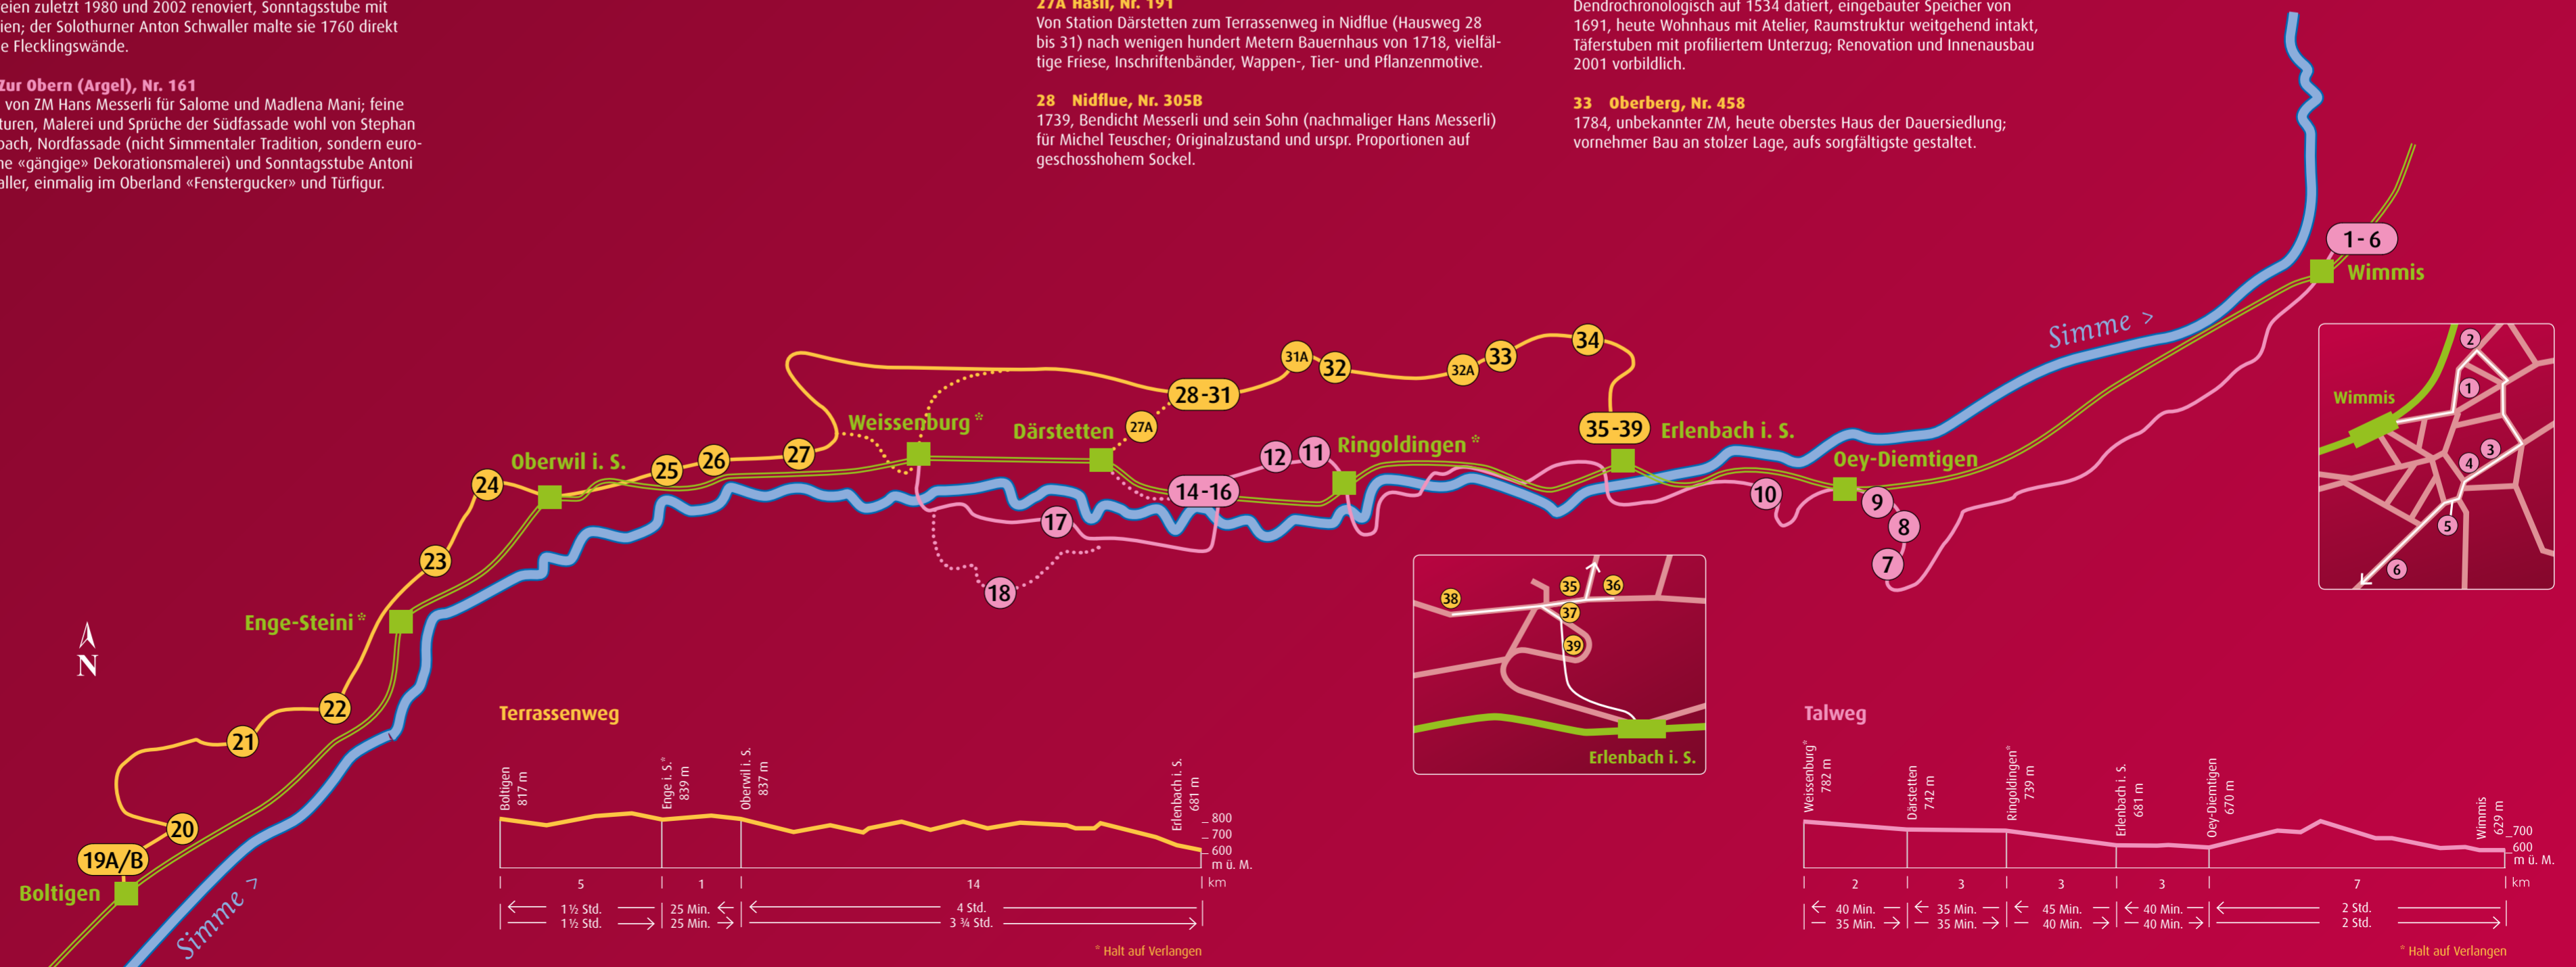 eien zuletzt 1980 und 2002 renoviert, Sonntagsstube mit
ien; der Solothurner Anton Schwaller malte sie 1760 direkt
e Flecklingswände.
Zur Obern (Argel), Nr. 161
von ZM Hans Messerli für Salome und Madlena Mani; feine
turen, Malerei und Sprüche der Südfassade wohl von Stephan
bach, Nordfassade (nicht Simmentaler Tradition, sondern euro-
he «gängige» Dekorationsmalerei) und Sonntagsstube Antoni
aller, einmalig im Oberland «Fenstergucker» und Türfigur.
27A Hasli, Nr. 191
Von Station Därstetten zum Terrassenweg in Nidflue (Hausweg 28
bis 31) nach wenigen hundert Metern Bauernhaus von 1718, vielfäl-
tige Friese, Inschriftenbänder, Wappen-, Tier- und Pflanzenmotive.
28 Nidflue, Nr. 305B
1739, Bendicht Messerli und sein Sohn (nachmaliger Hans Messerli)
für Michel Teuscher; Originalzustand und urspr. Proportionen auf
geschosshohem Sockel.
Dendrochronologisch auf 1534 datiert, eingebauter Speicher von
1691, heute Wohnhaus mit Atelier, Raumstruktur weitgehend intakt,
Täferstuben mit profiliertem Unterzug; Renovation und Innenausbau
2001 vorbildlich.
33 Oberberg, Nr. 458
1784, unbekannter ZM, heute oberstes Haus der Dauersiedlung;
vornehmer Bau an stolzer Lage, aufs sorgfältigste gestaltet.
1 - 6
Wimmis
Simme >
34
33
32A
32
31A
28 -31
27A
35 -39
Erlenbach i. S.
Weissenburg *
Därstetten
Ringoldingen *
Oey-Diemtigen
12
11
14 -16
10
9
8
7
17
18
27
26
25
Oberwil i. S.
24
23
Enge-Steini *
22
21
20
19A/B
Boltigen
Simme >
N
Wimmis
2
1
3
4
5
6
38
35
36
37
39
Erlenbach i. S.
Terrassenweg
Boltigen
817 m
Enge i. S.*
839 m
Oberwil i. S.
837 m
Erlenbach i. S.
681 m
800
700
600
m ü. M.
5
1
14
km
1 ½ Std.
25 Min.
4 Std.
1 ½ Std.
25 Min.
3 ¾ Std.
* Halt auf Verlangen
Talweg
Weissenburg*
782 m
Därstetten
742 m
Ringoldingen*
739 m
Erlenbach i. S.
681 m
Oey-Diemtigen
670 m
Wimmis
629 m
700
600
m ü. M.
2
3
3
3
7
km
40 Min.
35 Min.
45 Min.
40 Min.
2 Std.
35 Min.
35 Min.
40 Min.
40 Min.
2 Std.
* Halt auf Verlangen